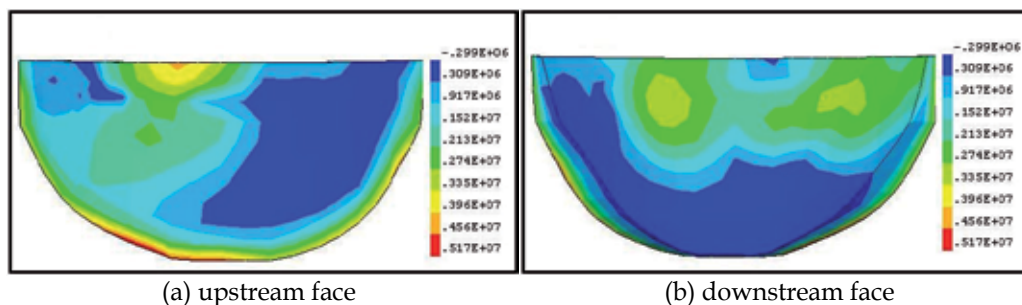 -.299E+06
.309E+06
.917E+06
.152E+07
.213E+07
.274E+07
.335E+07
.396E+07
.456E+07
.517E+07
-.299E+06
.309E+06
.917E+06
.152E+07
.213E+07
.274E+07
.335E+07
.396E+07
.456E+07
.517E+07
(a) upstream face
(b) downstream face